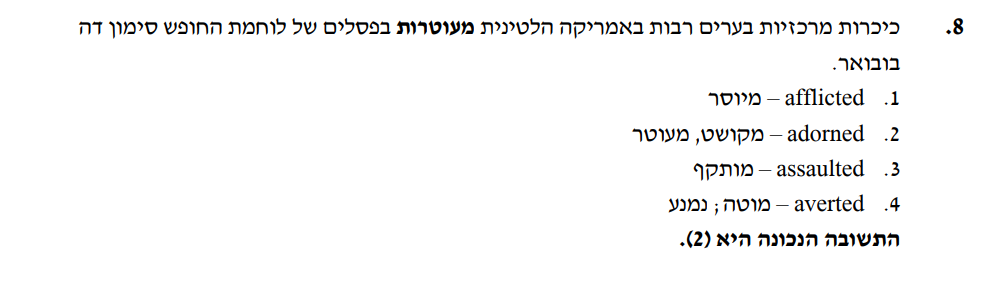 8. כיכרות מרכזיות בערים רבות באמריקה הלטינית מעוטרות בפסלים של לוחמת החופש סימון דה
בובואר.
1. afflicted – מיוסר
2. adorned – מקושט, מעוטר
3. assaulted – מותקף
4. averted – מוטה; נמנע
התשובה הנכונה היא (2).